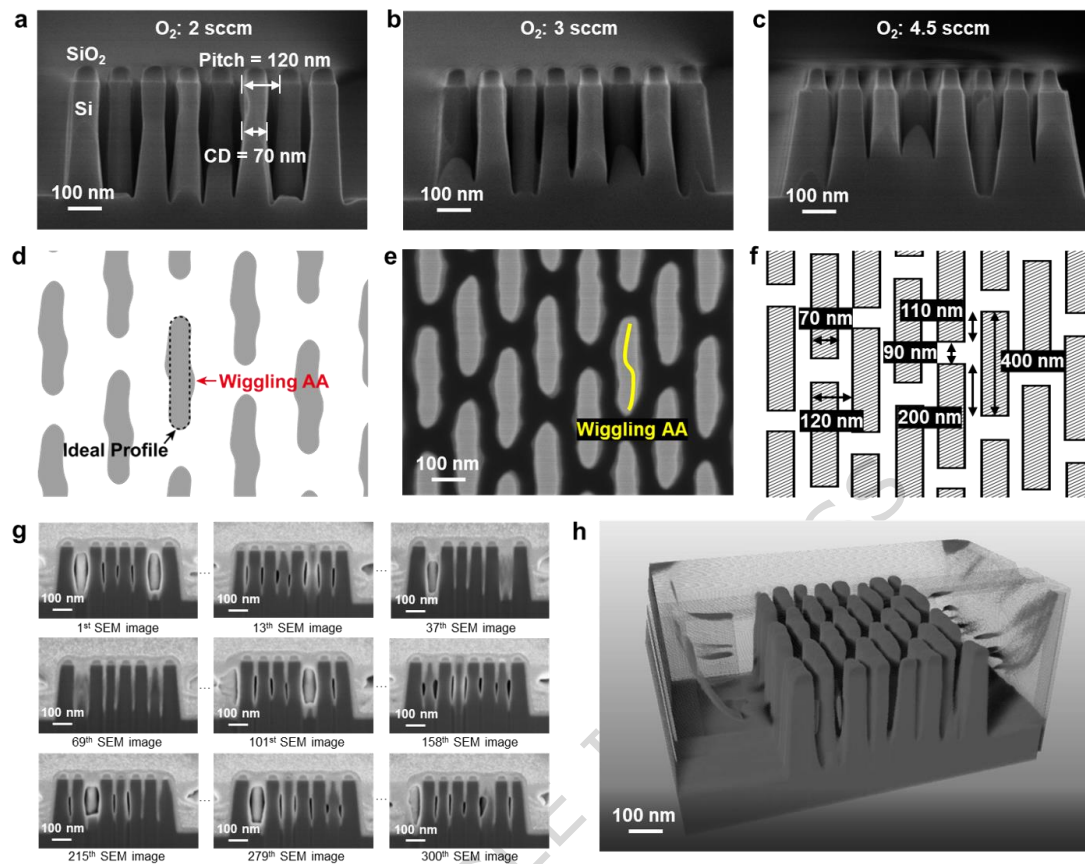 a
O₂: 2 sccm
SiO₂
Pitch = 120 nm
Si
CD = 70 nm
100 nm
b
O₂: 3 sccm
100 nm
c
O₂: 4.5 sccm
100 nm
d
Wiggling AA
Ideal Profile
e
Wiggling AA
100 nm
f
70 nm
110 nm
90 nm
400 nm
120 nm
200 nm
g
100 nm
1st SEM image
...
100 nm
13th SEM image
...
100 nm
37th SEM image
100 nm
69th SEM image
...
100 nm
101st SEM image
...
100 nm
158th SEM image
100 nm
215th SEM image
...
100 nm
279th SEM image
...
100 nm
300th SEM image
h
100 nm